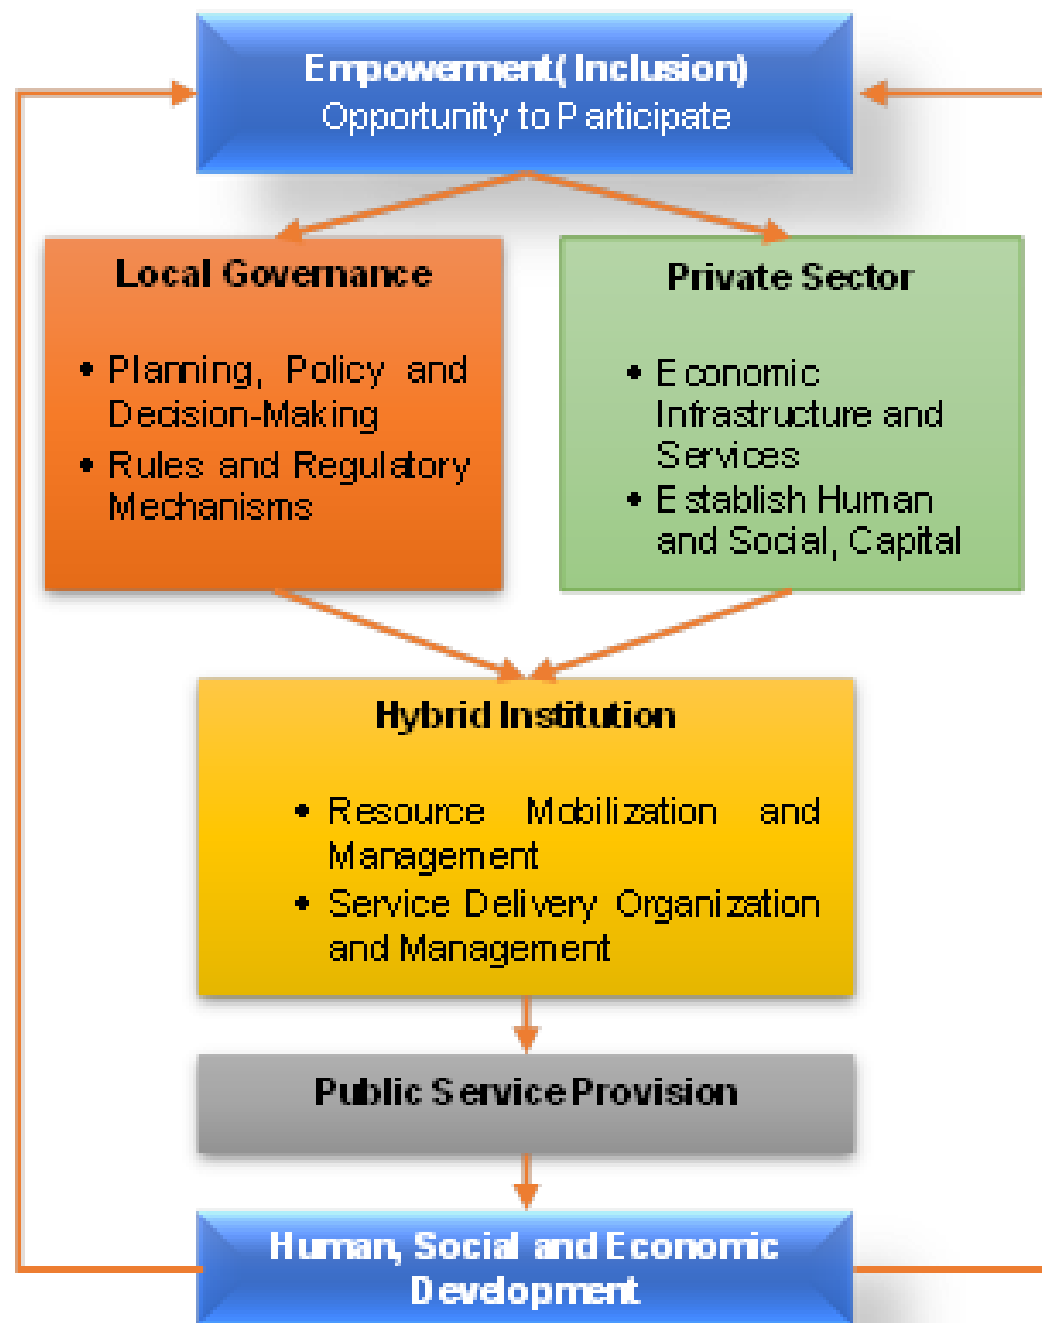 Empowerment( Inclusion)
Opportunity to Participate
Local Governance
• Planning, Policy and
Decision-Making
• Rules and Regulatory
Mechanisms
Private Sector
• Economic
Infrastructure and
Services
• Establish Human
and Social, Capital
Hybrid Institution
• Resource Mobilization and
Management
• Service Delivery Organization
and Management
Public Service Provision
Human, Social and Economic
Development